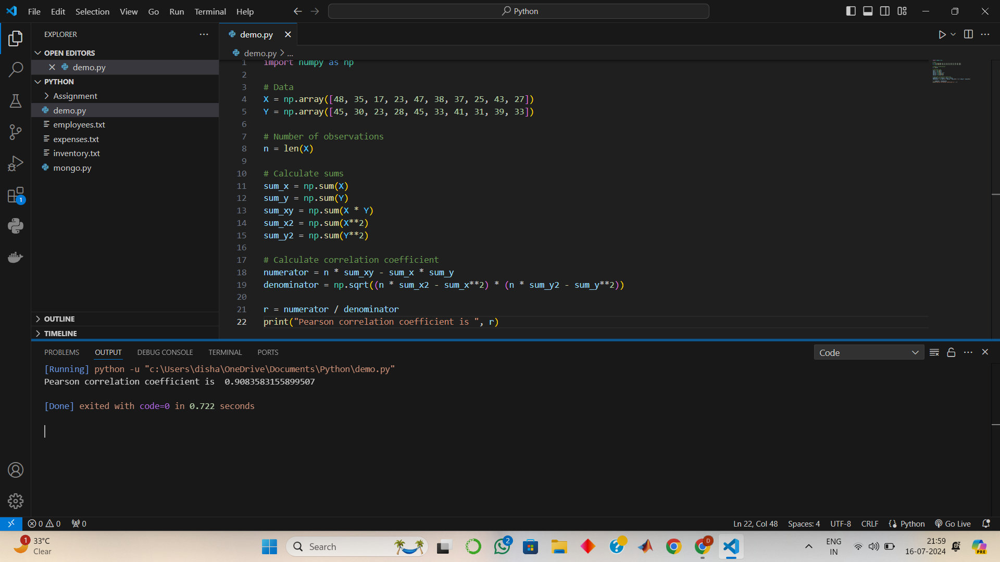 File Edit Selection View Go Run Terminal Help
Python
EXPLORER
OPEN EDITORS
demo.py
PYTHON
Assignment
demo.py
employees.txt
expenses.txt
inventory.txt
mongo.py
OUTLINE
TIMELINE
1
demo.py
demo.py > ...
1 import numpy as np
2
3 # Data
4 X = np.array([48, 35, 17, 23, 47, 38, 37, 25, 43, 27])
5 Y = np.array([45, 30, 23, 28, 45, 33, 41, 31, 39, 33])
6
7 # Number of observations
8 n = len(X)
9
10 # Calculate sums
11 sum_x = np.sum(X)
12 sum_y = np.sum(Y)
13 sum_xy = np.sum(X * Y)
14 sum_x2 = np.sum(X**2)
15 sum_y2 = np.sum(Y**2)
16
17 # Calculate correlation coefficient
18 numerator = n * sum_xy - sum_x * sum_y
19 denominator = np.sqrt((n * sum_x2 - sum_x**2) * (n * sum_y2 - sum_y**2))
20
21 r = numerator / denominator
22 print("Pearson correlation coefficient is ", r)
PROBLEMS OUTPUT DEBUG CONSOLE TERMINAL PORTS
Code
[Running] python -u "c:\Users\disha\OneDrive\Documents\Python\demo.py"
Pearson correlation coefficient is  0.9083583155899507
[Done] exited with code=0 in 0.722 seconds
0 0 0
Ln 22, Col 48 Spaces: 4 UTF-8 CRLF Python Go Live
1
33°C
Clear
Search
2
D
ENG
IN
21:59
16-07-2024
PRE